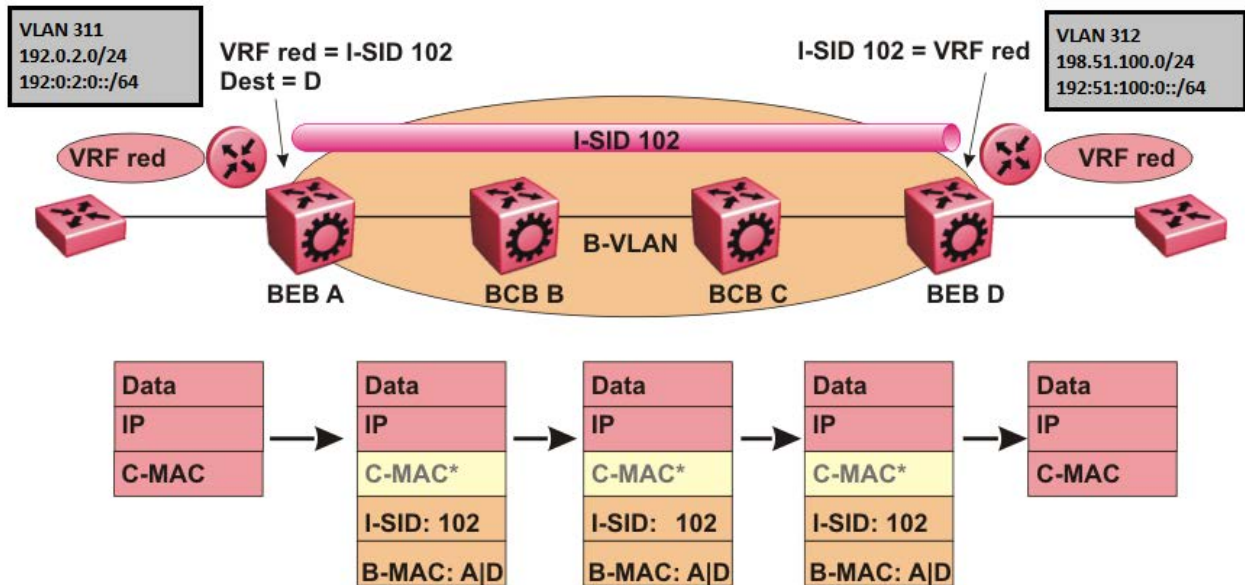 VLAN 311
192.0.2.0/24
192:0:2:0::/64
VRF red = I-SID 102
Dest = D
I-SID 102 = VRF red
VLAN 312
198.51.100.0/24
192:51:100:0::/64
I-SID 102
VRF red
VRF red
B-VLAN
BEB A
BCB B
BCB C
BEB D
Data
IP
C-MAC
Data
IP
C-MAC*
I-SID: 102
B-MAC: A|D
Data
IP
C-MAC*
I-SID: 102
B-MAC: A|D
Data
IP
C-MAC*
I-SID: 102
B-MAC: A|D
Data
IP
C-MAC